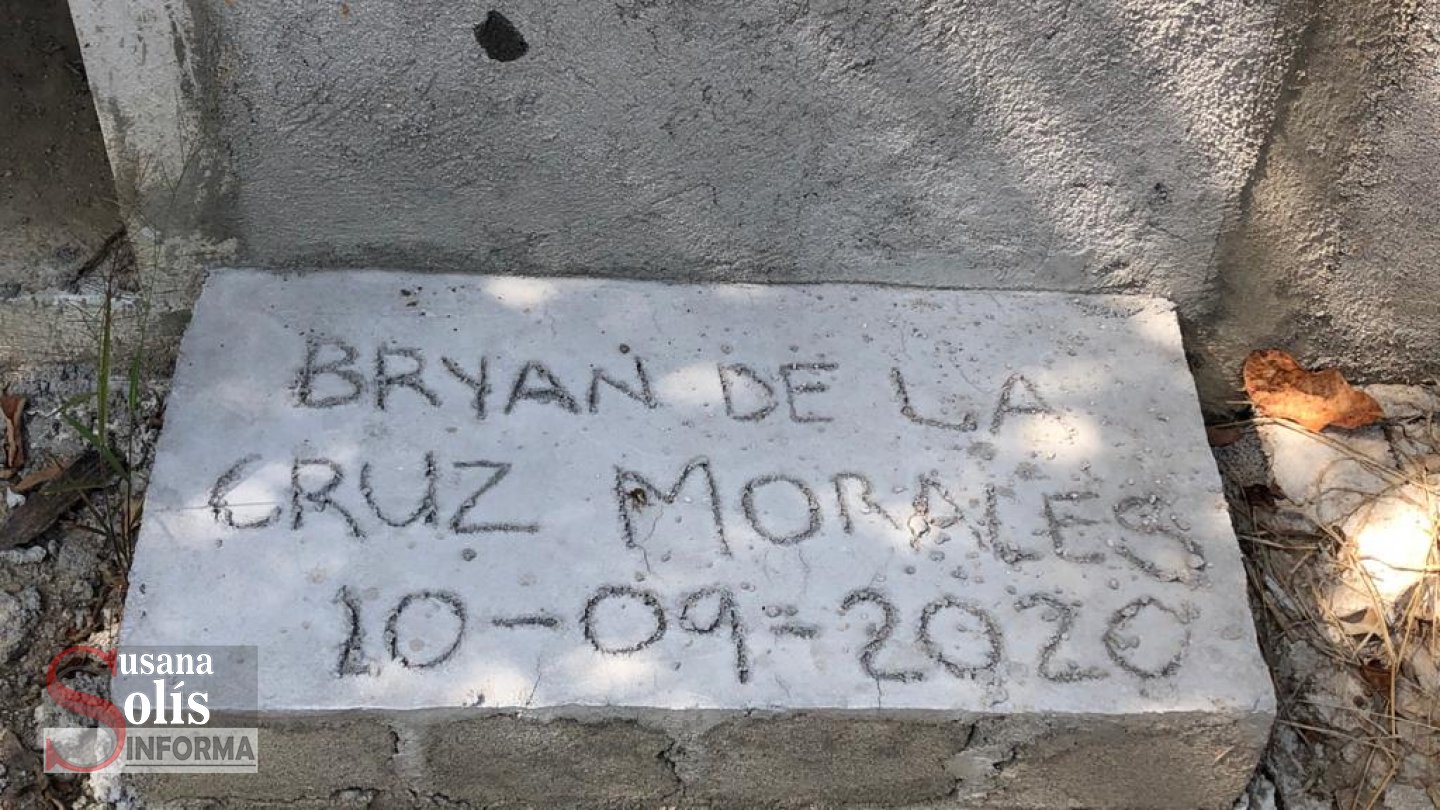 BRYAN DE LA
CRUZ MORALES
10-09-2020
Susana
Solís
INFORMA